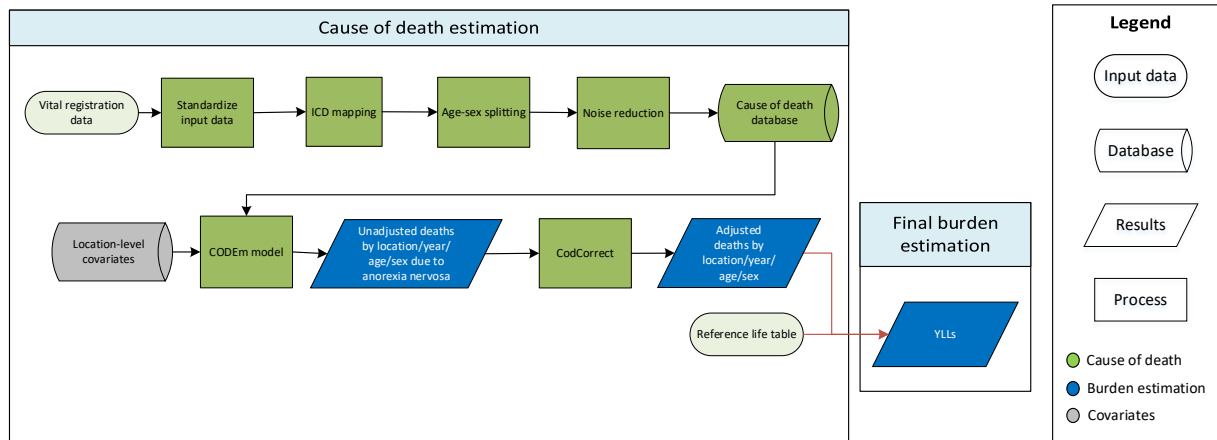 Cause of death estimation
Vital registration
data
Standardize
input data
ICD mapping
Age-sex splitting
Noise reduction
Cause of death
database
Location-level
covariates
CODEm model
Unadjusted deaths
by location/year/
age/sex due to
anorexia nervosa
CodCorrect
Adjusted
deaths by
location/year/
age/sex
Reference life table
Final burden
estimation
YLLs
Legend
Input data
Database
Results
Process
Cause of death
Burden estimation
Covariates